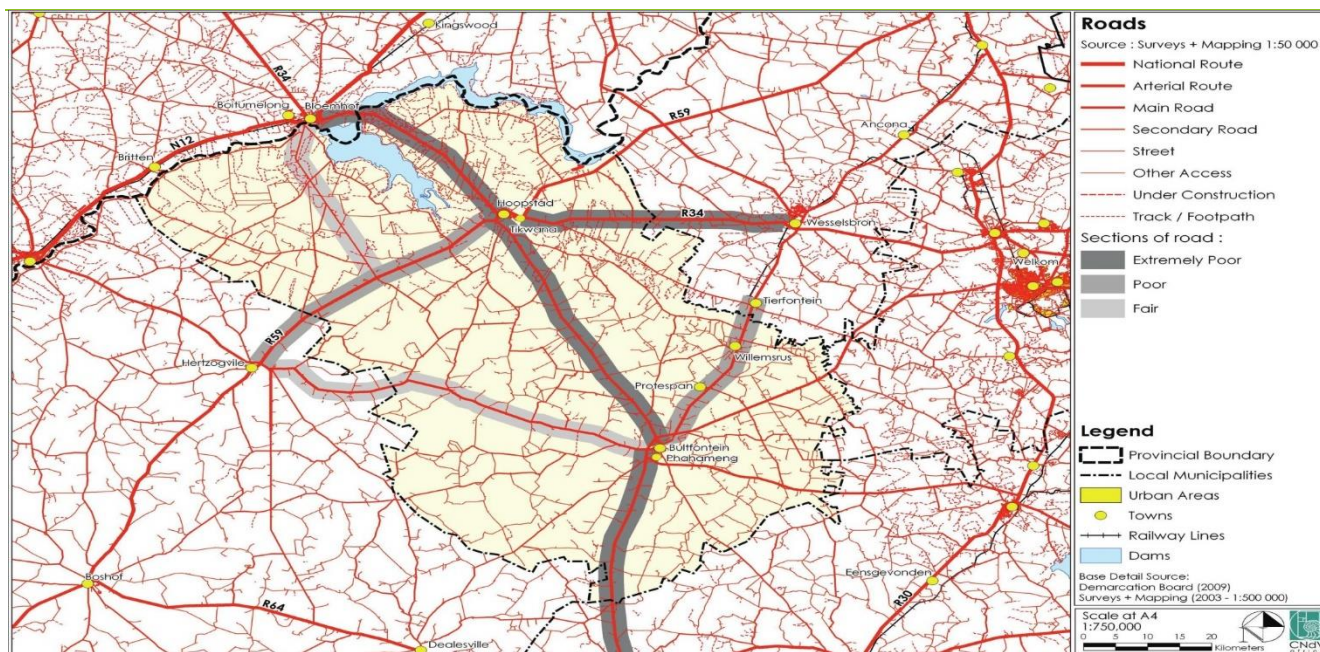 Kingswood
R34
Boitumelong
Bloemhof
N12
Britten
R59
Ancona
Hoopstad
Tikwana
R34
Wesselsbron
Welkom
Tierfontein
R59
Willemsrus
Hertzogville
Protespan
Bultfontein
Phahameng
Boshof
R64
Dealesville
Eensgevonden
R30
Roads
Source : Surveys + Mapping 1:50 000
National Route
Arterial Route
Main Road
Secondary Road
Street
Other Access
Under Construction
Track / Footpath
Sections of road :
Extremely Poor
Poor
Fair
Legend
Provincial Boundary
Local Municipalities
Urban Areas
Towns
Railway Lines
Dams
Base Detail Source:
Demarcation Board (2009)
Surveys + Mapping (2003 - 1:500 000)
Scale at A4
1:750,000
0 5 10 15 20
Kilometers
CNdV